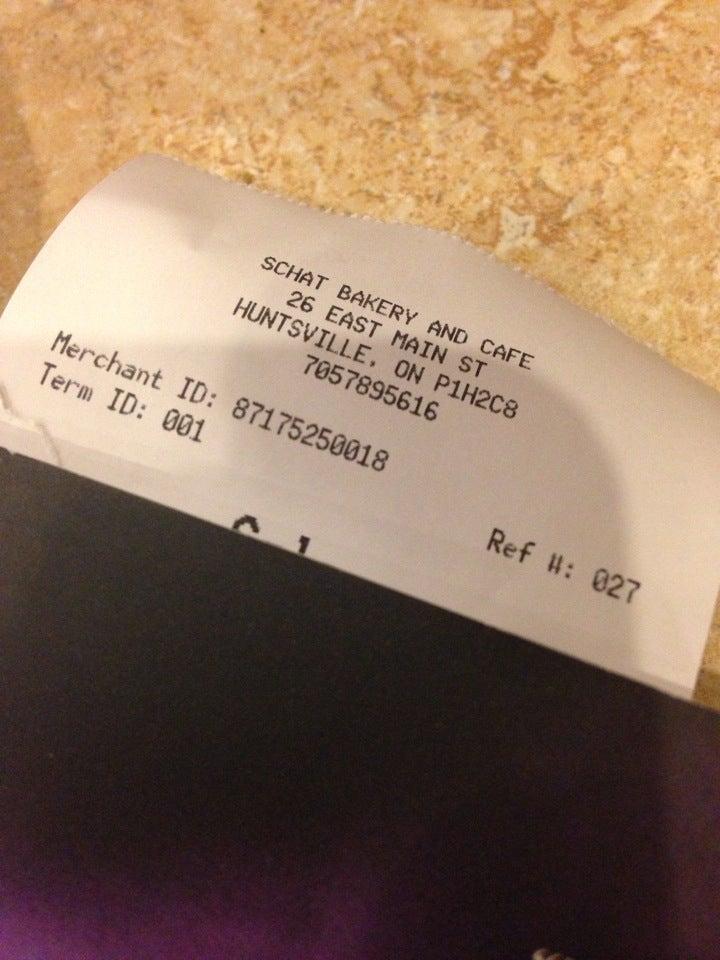 SCHAT BAKERY AND CAFE
26 EAST MAIN ST
HUNTSVILLE, ON P1H2C8
7057895616
Merchant ID: 87175250018
Term ID: 001
Ref #: 027